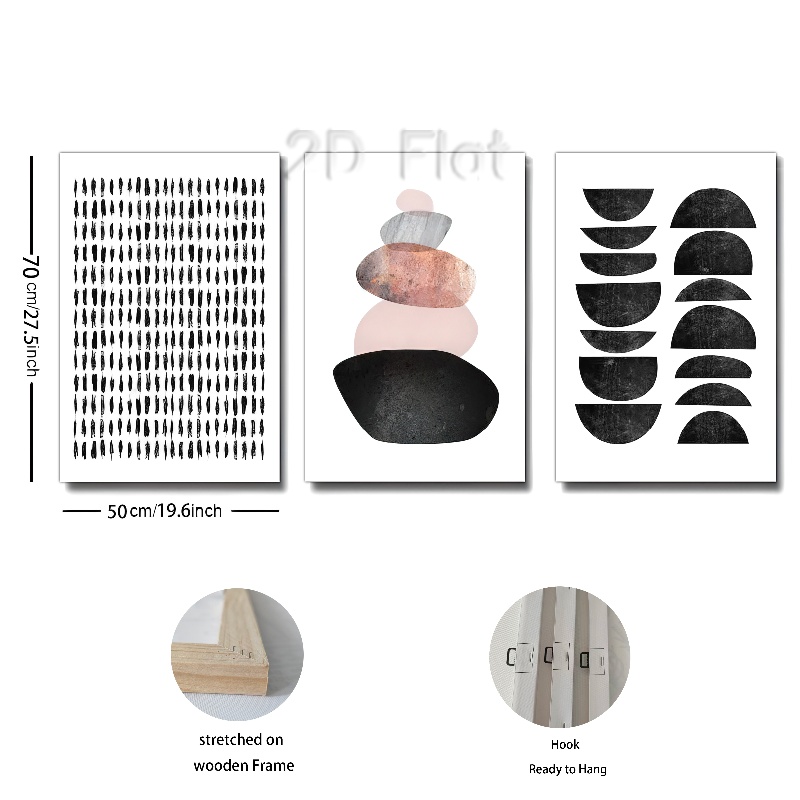 2D Flat
70 cm/27.5inch
50cm/19.6inch
stretched on
wooden Frame
Hook
Ready to Hang